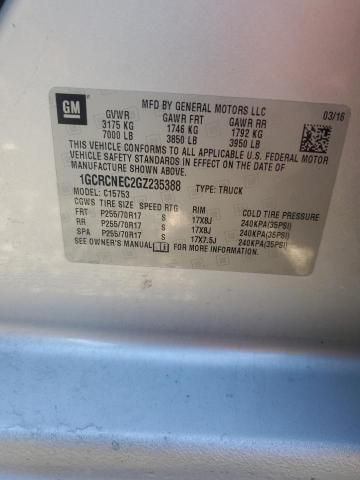 GM
MFD BY GENERAL MOTORS LLC 03/16
GVWR GAWR FRT GAWR RR
3175 KG 1746 KG 1792 KG
7000 LB 3850 LB 3950 LB
THIS VEHICLE CONFORMS TO ALL APPLICABLE U.S. FEDERAL MOTOR
VEHICLE SAFETY STANDARDS IN EFFECT ON THE DATE OF
MANUFACTURE SHOWN ABOVE.
1GCRCNEC2GZ235388 TYPE: TRUCK
MODEL: C15753
CGWS TIRE SIZE SPEED RTG RIM COLD TIRE PRESSURE
FRT P255/70R17 S 17X8J 240KPA(35PSI)
RR P255/70R17 S 17X8J 240KPA(35PSI)
SPA P255/70R17 S 17X7.5J 240KPA(35PSI)
SEE OWNER'S MANUAL FOR MORE INFORMATION.